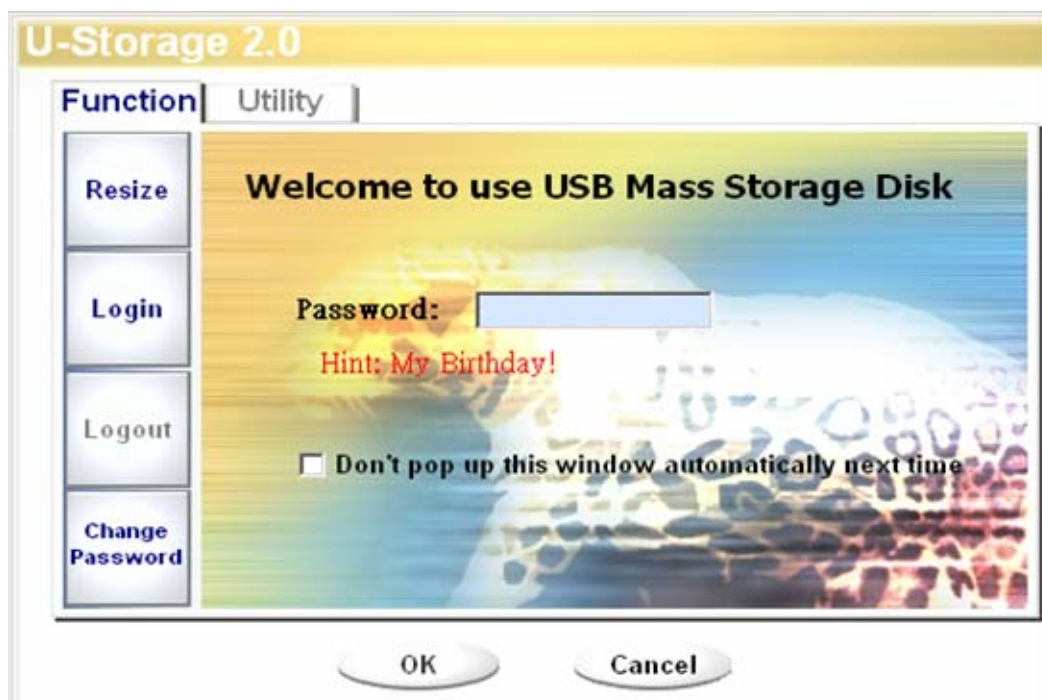 U-Storage 2.0
Function Utility
Resize
Welcome to use USB Mass Storage Disk
Login
Password:
Hint: My Birthday!
Logout
Don't pop up this window automatically next time
Change
Password
OK Cancel